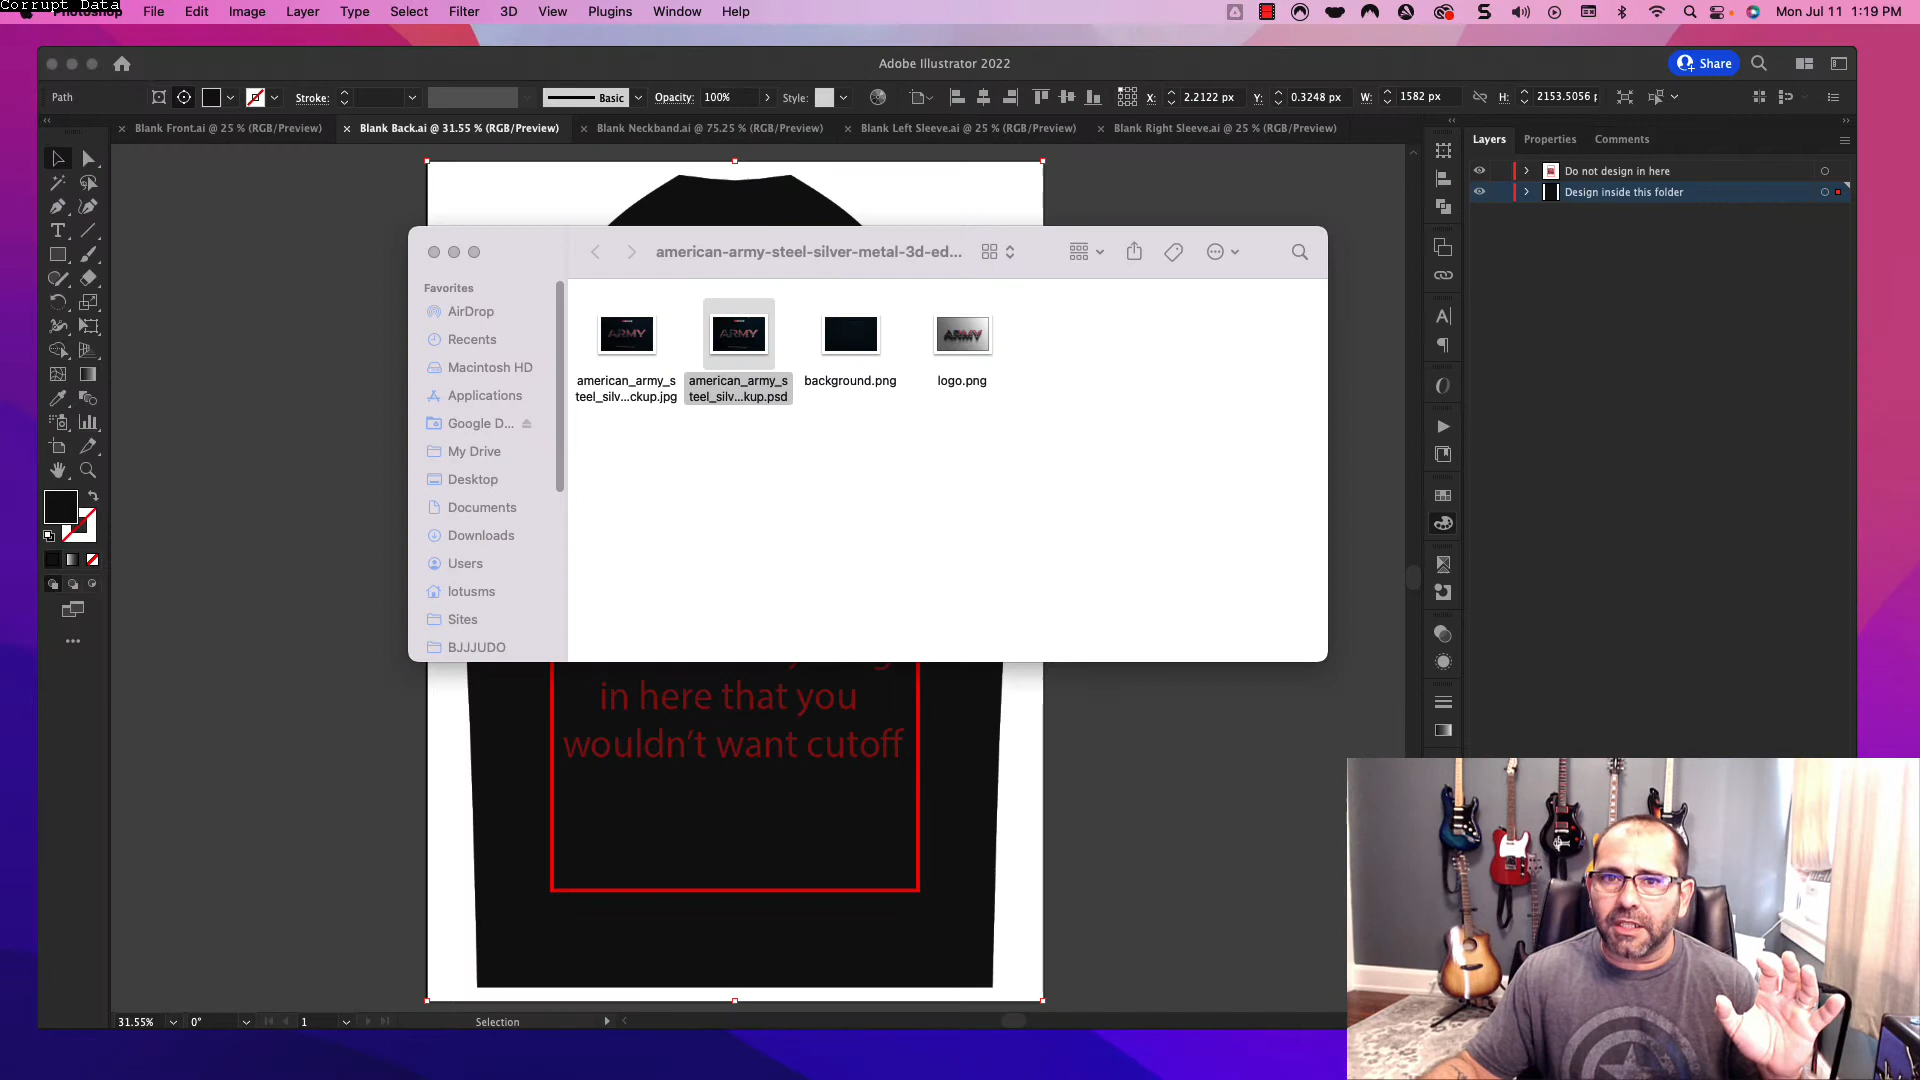 Corrupt Data
File Edit Image Layer Type Select Filter 3D View Plugins Window Help
Mon Jul 11 1:19 PM
Adobe Illustrator 2022
Share
Path
Stroke:
Basic
Opacity: 100%
Style:
X: 2.2122 px
Y: 0.3248 px
W: 1582 px
H: 2153.5056
Blank Front.ai @ 25 % (RGB/Preview)
Blank Back.ai @ 31.55 % (RGB/Preview)
Blank Neckband.ai @ 75.25 % (RGB/Preview)
Blank Left Sleeve.ai @ 25 % (RGB/Preview)
Blank Right Sleeve.ai @ 25 % (RGB/Preview)
Layers Properties Comments
Do not design in here
Design inside this folder
american-army-steel-silver-metal-3d-ed...
Favorites
AirDrop
Recents
Macintosh HD
Applications
Google D...
My Drive
Desktop
Documents
Downloads
Users
lotusms
Sites
BJJJUDO
ARMY
ARMY
ARMY
american_army_s
teel_silv...ckup.jpg
american_army_s
teel_silv...kup.psd
background.png
logo.png
in here that you
wouldn't want cutoff
31.55%
0°
1
Selection